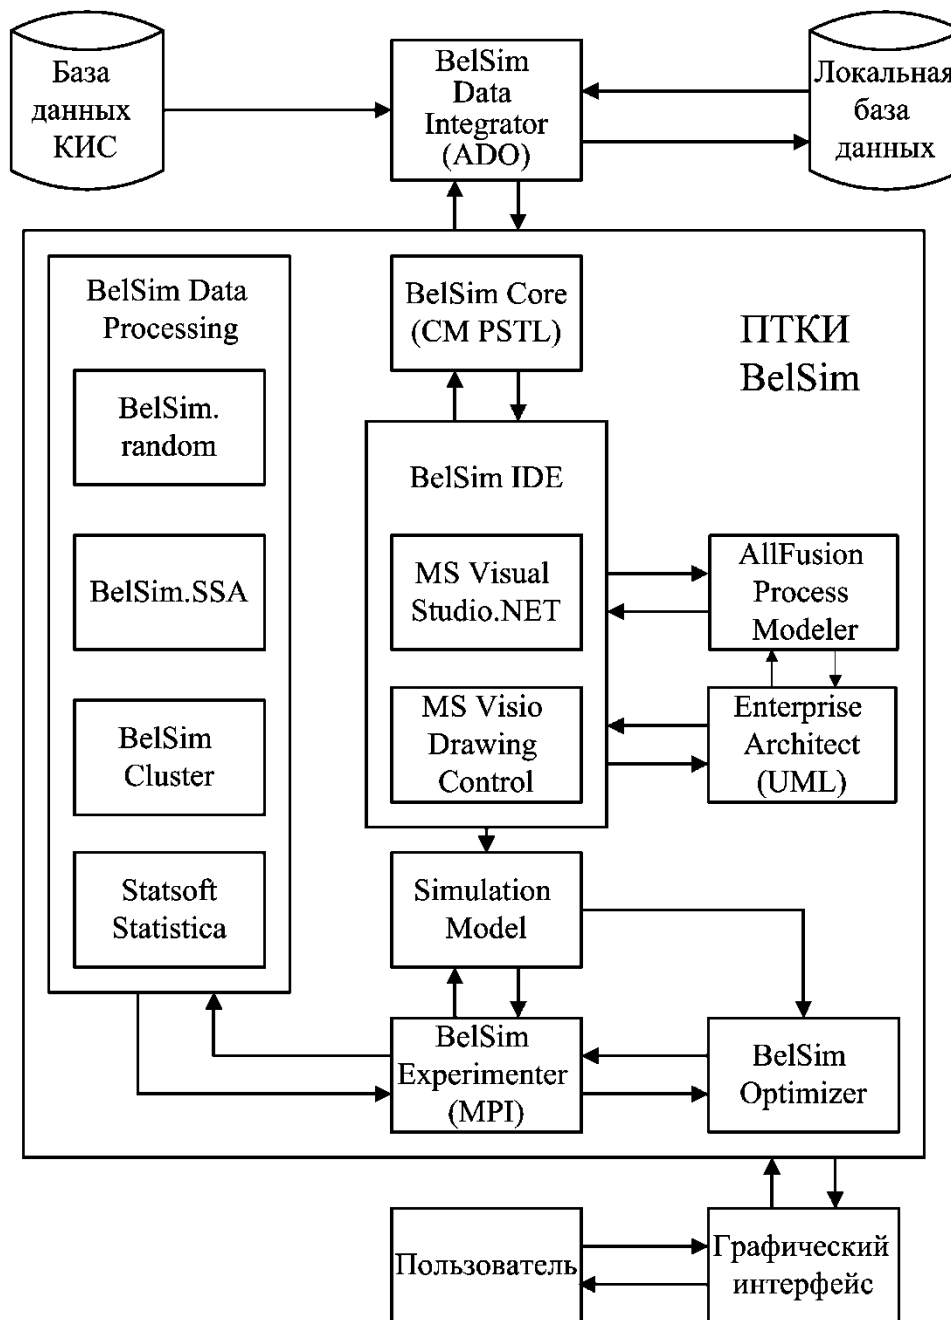 База
данных
КИС
BelSim
Data
Integrator
(ADO)
Локальная
база
данных
BelSim Data
Processing
BelSim.
random
BelSim.SSA
BelSim
Cluster
Statsoft
Statistica
BelSim Core
(CM PSTL)
ПТКИ
BelSim
BelSim IDE
MS Visual
Studio.NET
MS Visio
Drawing
Control
AllFusion
Process
Modeler
Enterprise
Architect
(UML)
Simulation
Model
BelSim
Experimenter
(MPI)
BelSim
Optimizer
Пользователь
Графический
интерфейс